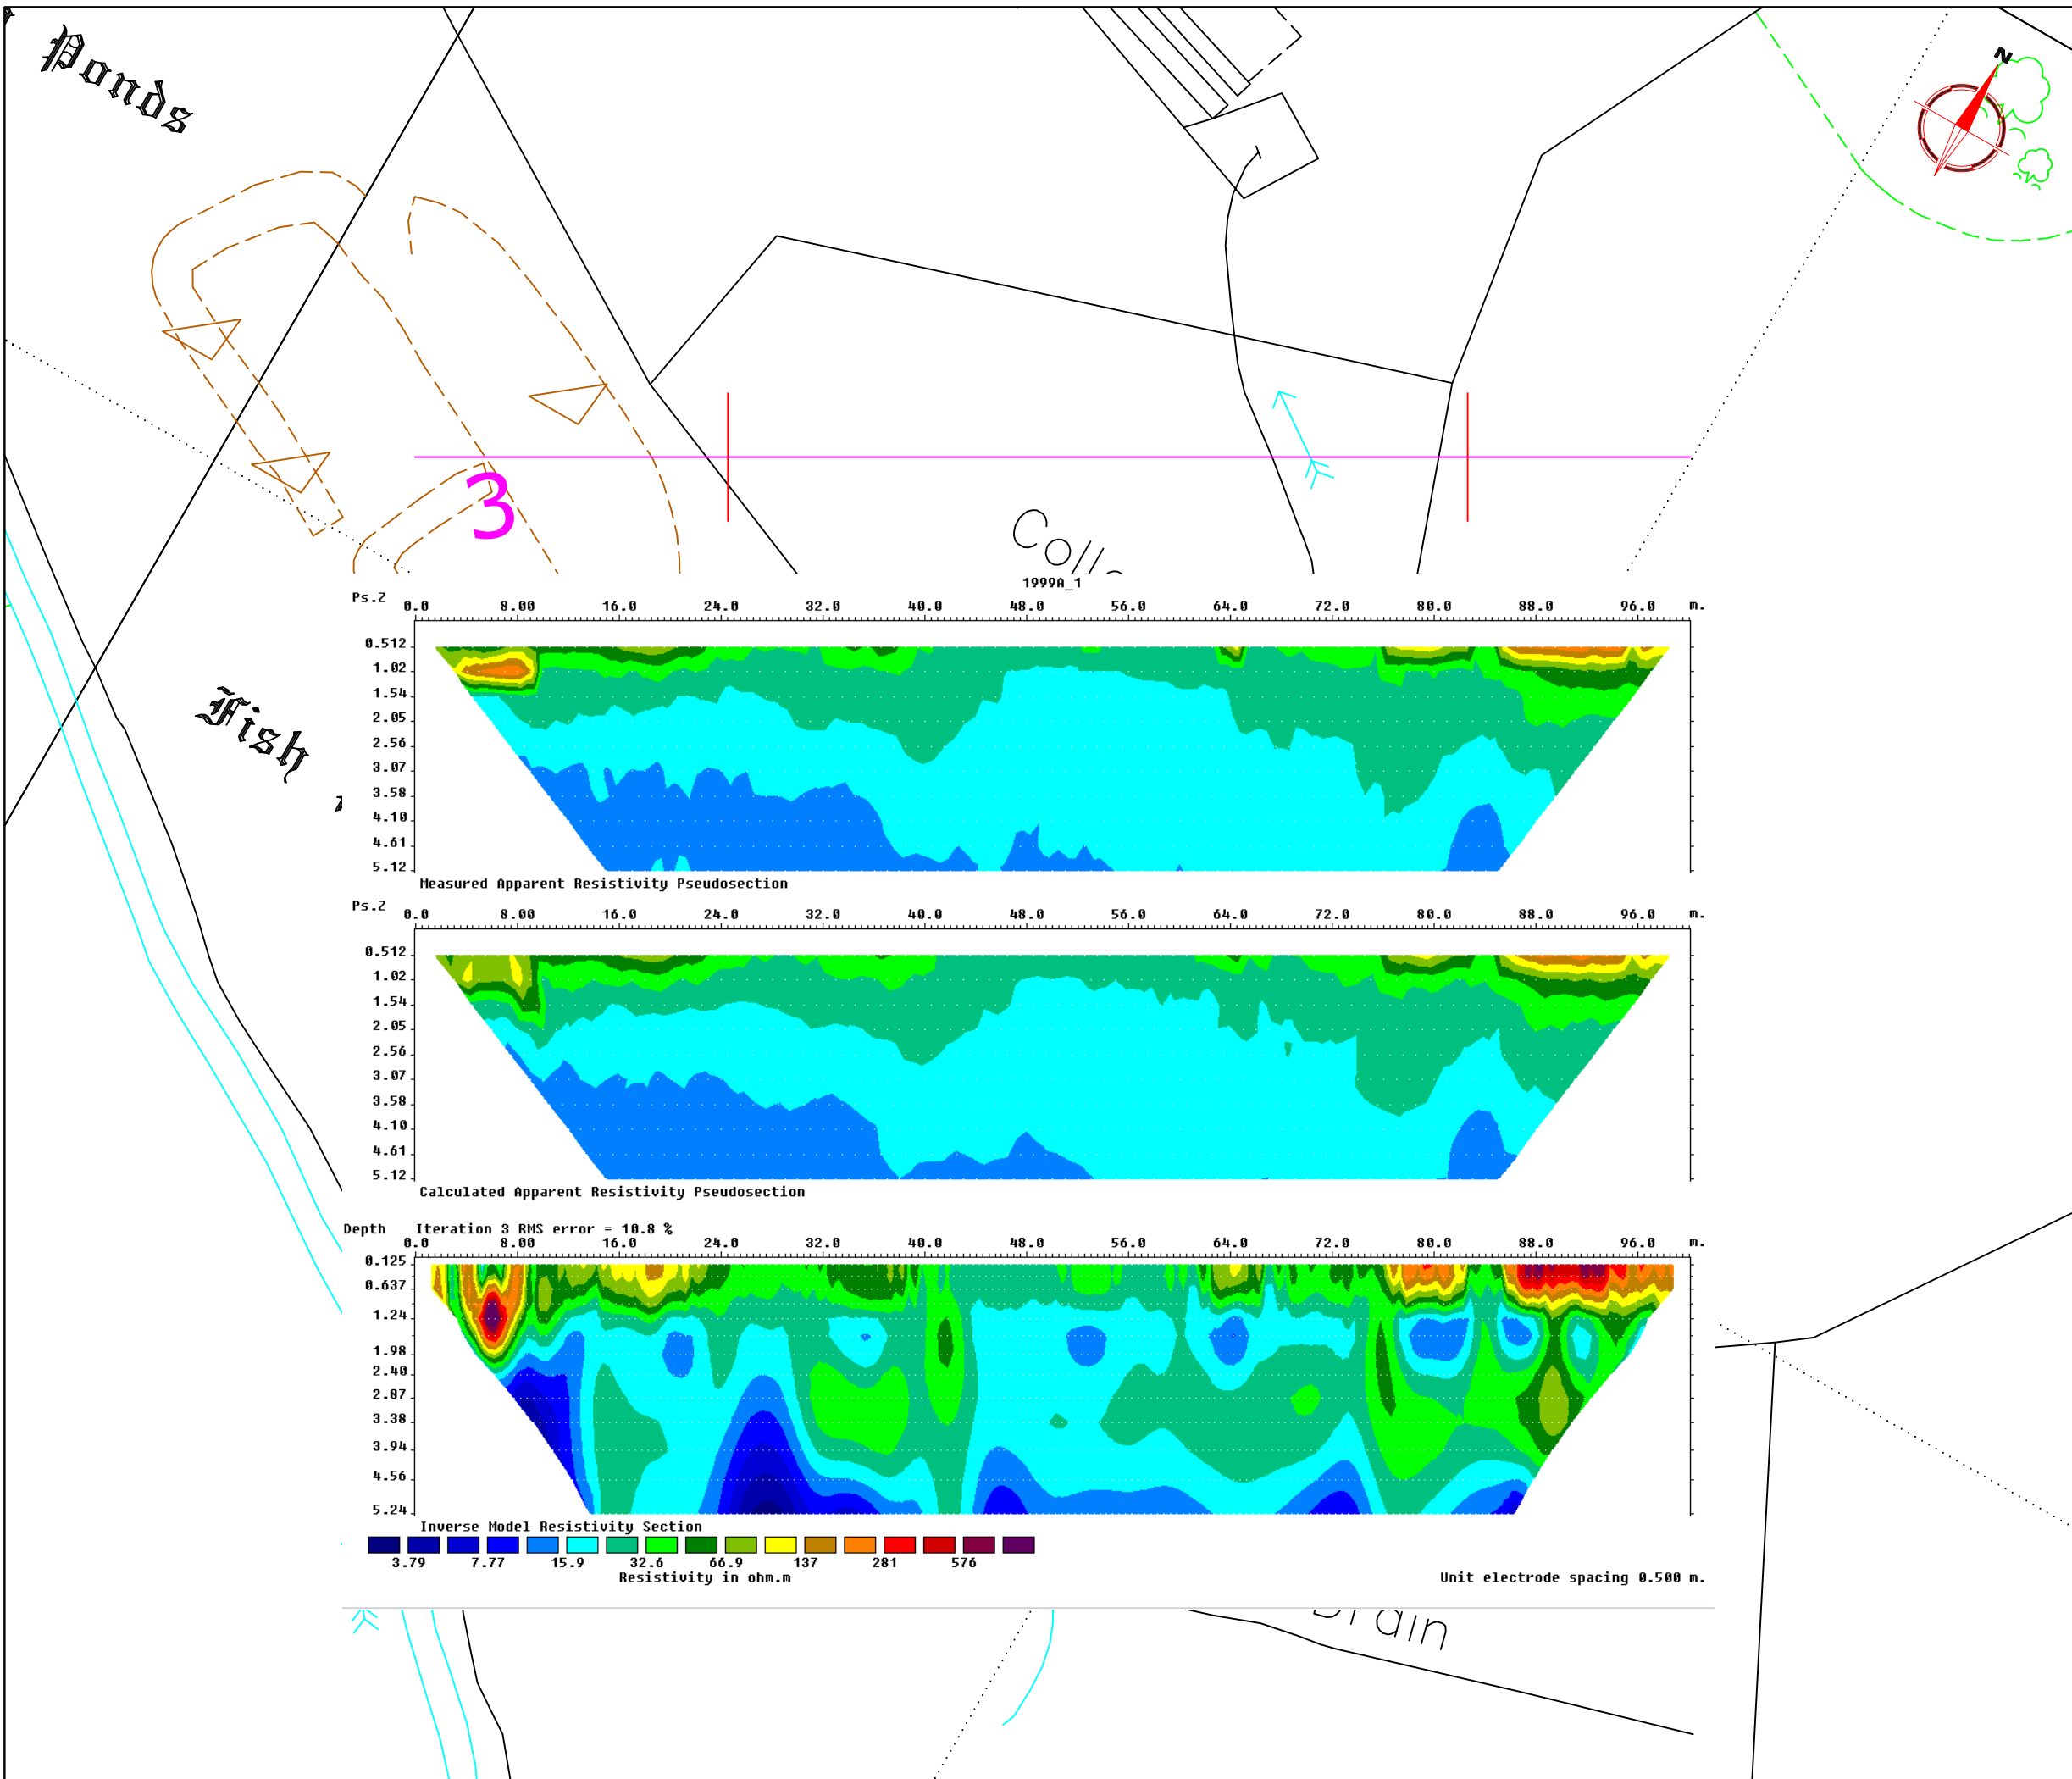 Ponds
N
3
Coll
Fish
1999A_1
Ps.Z 0.0 8.00 16.0 24.0 32.0 40.0 48.0 56.0 64.0 72.0 80.0 88.0 96.0 m.
0.512
1.02
1.54
2.05
2.56
3.07
3.58
4.10
4.61
5.12
Measured Apparent Resistivity Pseudosection
Ps.Z 0.0 8.00 16.0 24.0 32.0 40.0 48.0 56.0 64.0 72.0 80.0 88.0 96.0 m.
0.512
1.02
1.54
2.05
2.56
3.07
3.58
4.10
4.61
5.12
Calculated Apparent Resistivity Pseudosection
Depth Iteration 3 RMS error = 10.8 %
0.0 8.00 16.0 24.0 32.0 40.0 48.0 56.0 64.0 72.0 80.0 88.0 96.0 m.
0.125
0.637
1.24
1.98
2.40
2.87
3.38
3.94
4.56
5.24
Inverse Model Resistivity Section
3.79 7.77 15.9 32.6 66.9 137 281 576
Resistivity in ohm.m
Unit electrode spacing 0.500 m.
Drain